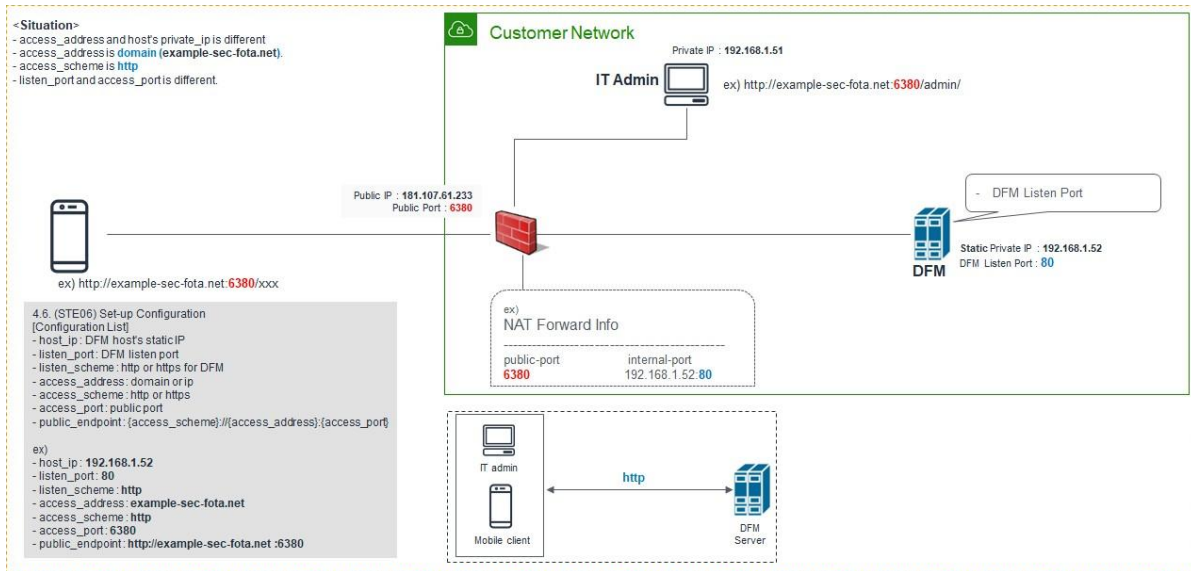 <Situation>
- access_address and host's private_ip is different
- access_address is domain (example-sec-fota.net).
- access_scheme is http
- listen_port and access_port is different.
Customer Network
Private IP : 192.168.1.51
IT Admin
ex) http://example-sec-fota.net:6380/admin/
Public IP : 181.107.61.233
Public Port : 6380
- DFM Listen Port
Static Private IP : 192.168.1.52
DFM Listen Port : 80
DFM
ex) http://example-sec-fota.net:6380/xxx
ex)
NAT Forward Info
public-port internal-port
6380 192.168.1.52:80
4.6. (STE06) Set-up Configuration
[Configuration List]
- host_ip : DFM host's static IP
- listen_port : DFM listen port
- listen_scheme : http or https for DFM
- access_address : domain or ip
- access_scheme : http or https
- access_port : public port
- public_endpoint : {access_scheme}://{access_address}:{access_port}
ex)
- host_ip : 192.168.1.52
- listen_port : 80
- listen_scheme : http
- access_address : example-sec-fota.net
- access_scheme : http
- access_port : 6380
- public_endpoint : http://example-sec-fota.net :6380
IT admin
Mobile client
http
DFM
Server